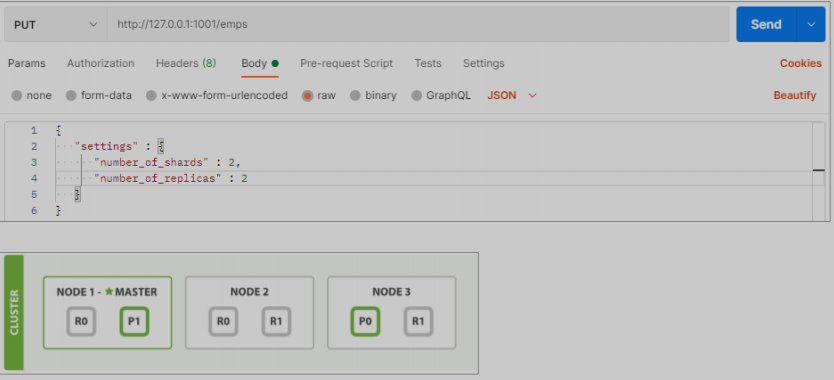 PUT http://127.0.0.1:1001/emps Send
Params Authorization Headers (8) Body Pre-request Script Tests Settings Cookies
none form-data x-www-form-urlencoded raw binary GraphQL JSON Beautify
1 {
2 "settings" : {
3 "number_of_shards" : 2,
4 "number_of_replicas" : 2
5 }
6 }
CLUSTER
NODE 1 - ★ MASTER NODE 2 NODE 3
R0 P1 R0 R1 P0 R1